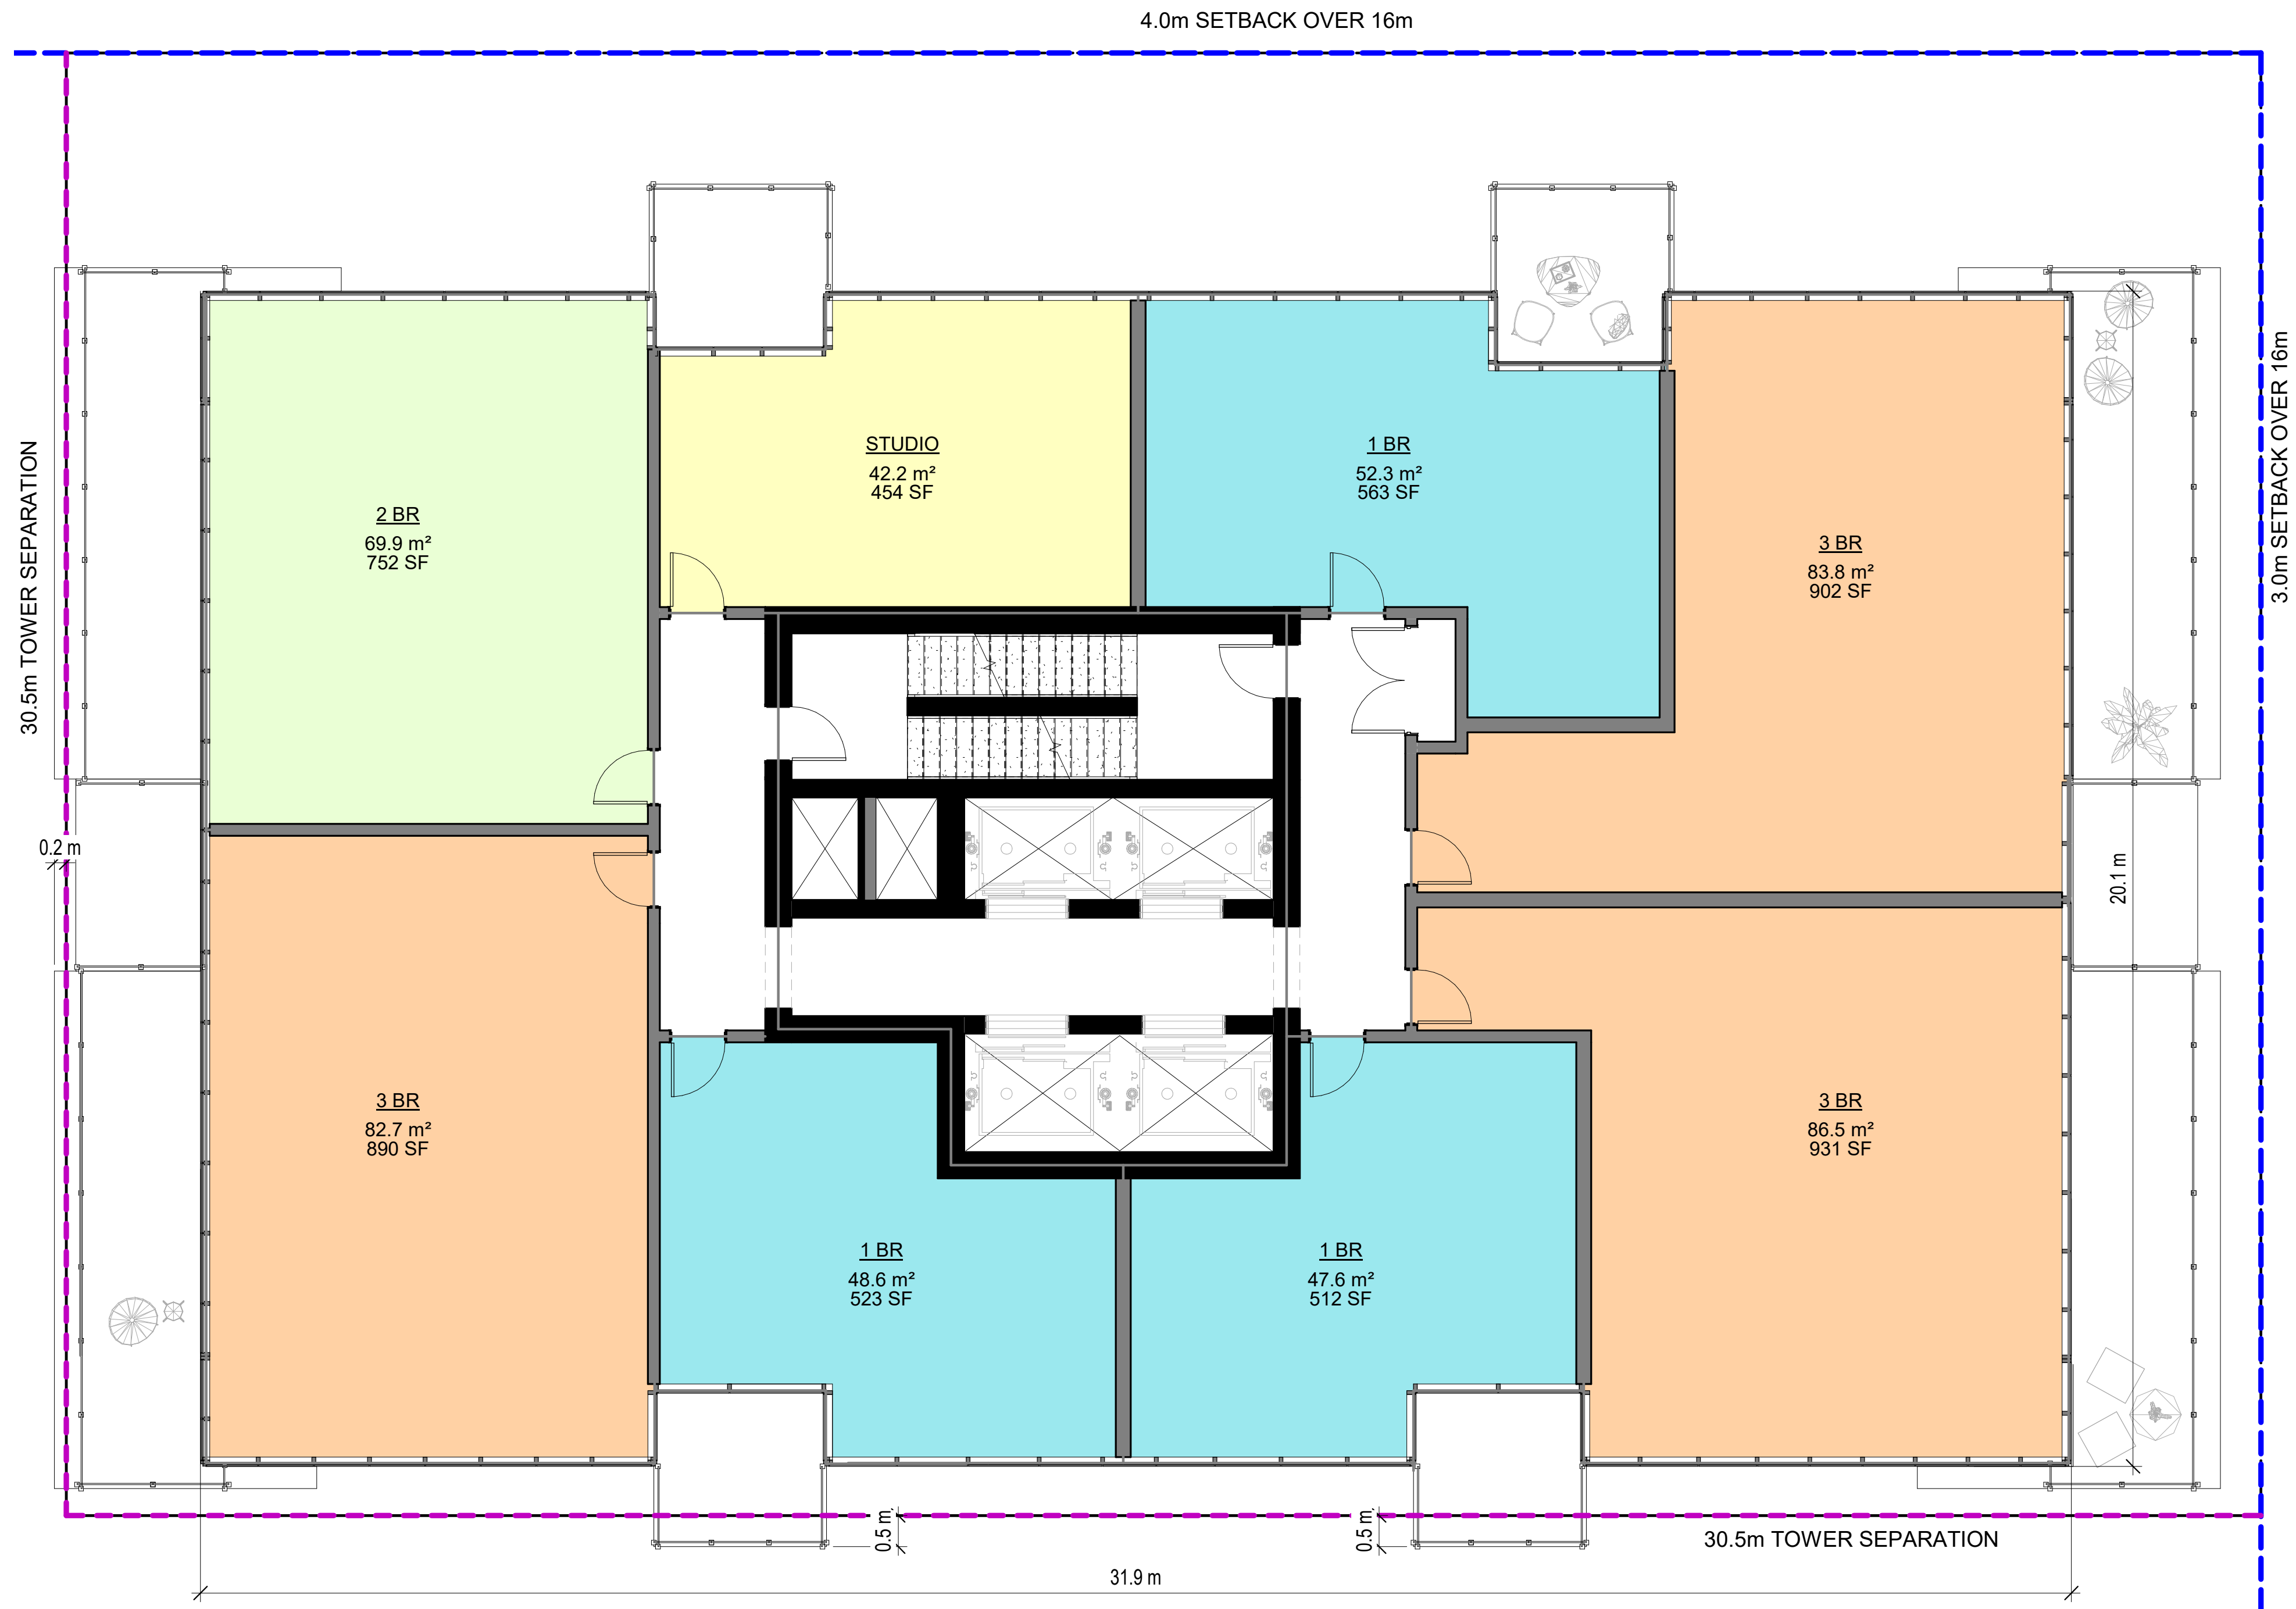 4.0m SETBACK OVER 16m
30.5m TOWER SEPARATION
3.0m SETBACK OVER 16m
STUDIO
42.2 m²
454 SF
1 BR
52.3 m²
563 SF
2 BR
69.9 m²
752 SF
3 BR
83.8 m²
902 SF
0.2 m
20.1 m
3 BR
82.7 m²
890 SF
3 BR
86.5 m²
931 SF
1 BR
48.6 m²
523 SF
1 BR
47.6 m²
512 SF
0.5 m
0.5 m
30.5m TOWER SEPARATION
31.9 m